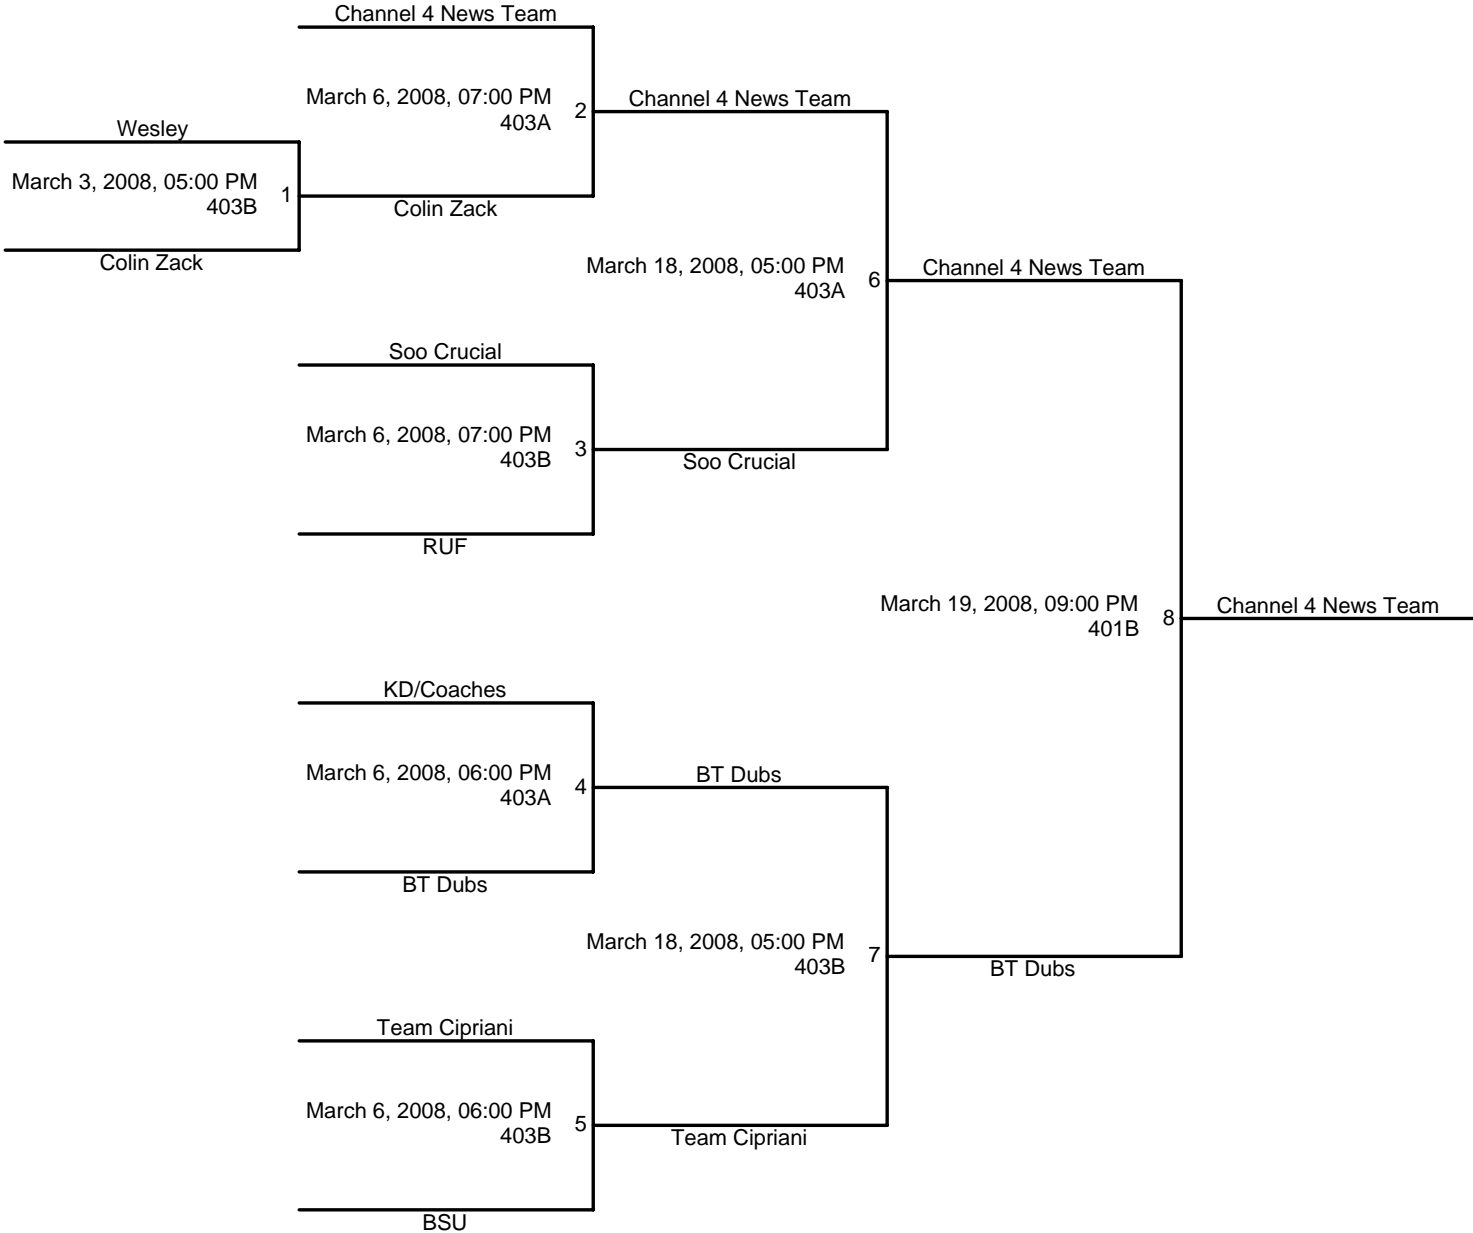 Channel 4 News Team
March 6, 2008, 07:00 PM
403A
2
Channel 4 News Team
Wesley
March 3, 2008, 05:00 PM
403B
1
Colin Zack
Colin Zack
March 18, 2008, 05:00 PM
403A
6
Channel 4 News Team
Soo Crucial
March 6, 2008, 07:00 PM
403B
3
Soo Crucial
RUF
March 19, 2008, 09:00 PM
401B
8
Channel 4 News Team
KD/Coaches
March 6, 2008, 06:00 PM
403A
4
BT Dubs
BT Dubs
March 18, 2008, 05:00 PM
403B
7
BT Dubs
Team Cipriani
March 6, 2008, 06:00 PM
403B
5
Team Cipriani
BSU